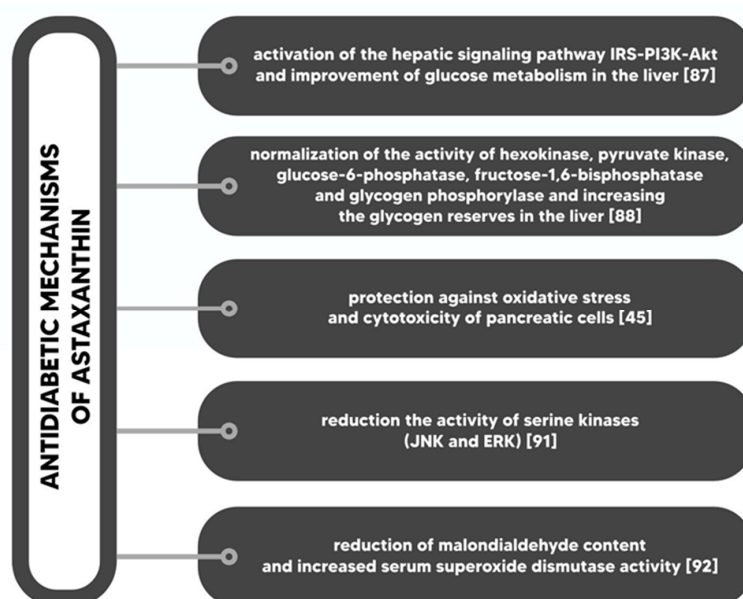 ANTIDIABETIC MECHANISMS
OF ASTAXANTHIN
activation of the hepatic signaling pathway IRS-PI3K-Akt
and improvement of glucose metabolism in the liver [87]
normalization of the activity of hexokinase, pyruvate kinase,
glucose-6-phosphatase, fructose-1,6-bisphosphatase
and glycogen phosphorylase and increasing
the glycogen reserves in the liver [88]
protection against oxidative stress
and cytotoxicity of pancreatic cells [45]
reduction the activity of serine kinases
(JNK and ERK) [91]
reduction of malondialdehyde content
and increased serum superoxide dismutase activity [92]